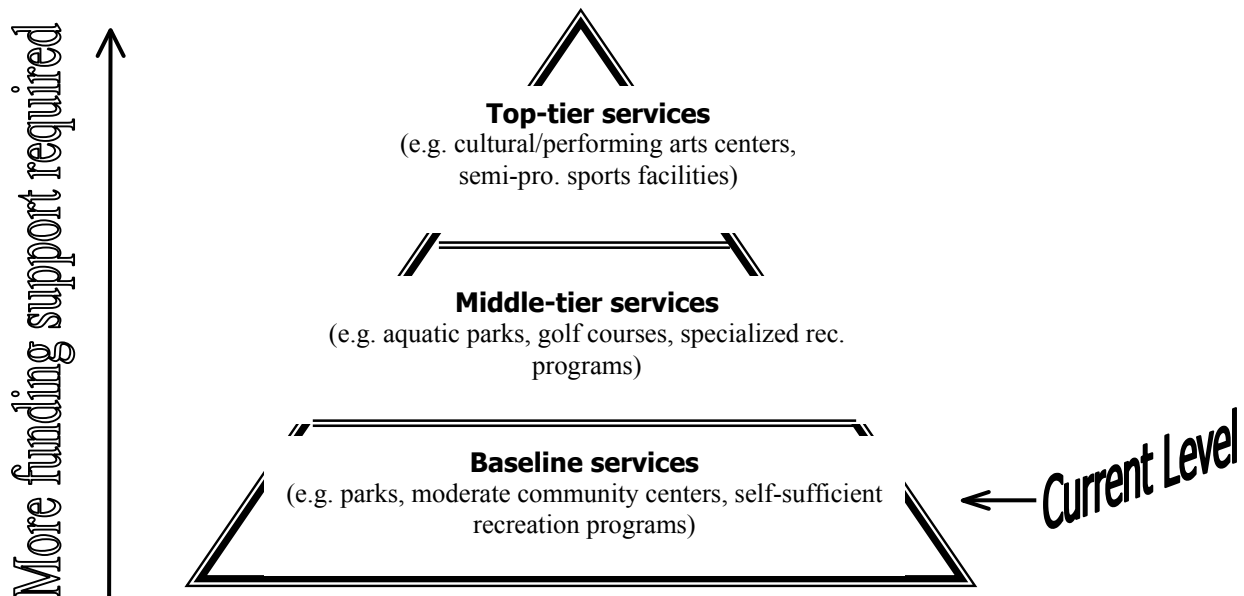 More funding support required
Top-tier services
(e.g. cultural/performing arts centers,
semi-pro. sports facilities)
Middle-tier services
(e.g. aquatic parks, golf courses, specialized rec.
programs)
Baseline services
(e.g. parks, moderate community centers, self-sufficient
recreation programs)
Current Level